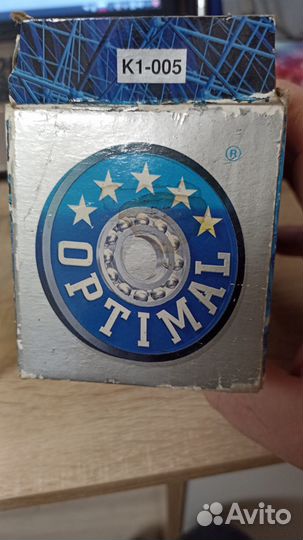 K1-005
®
OPTIMAL
Avito